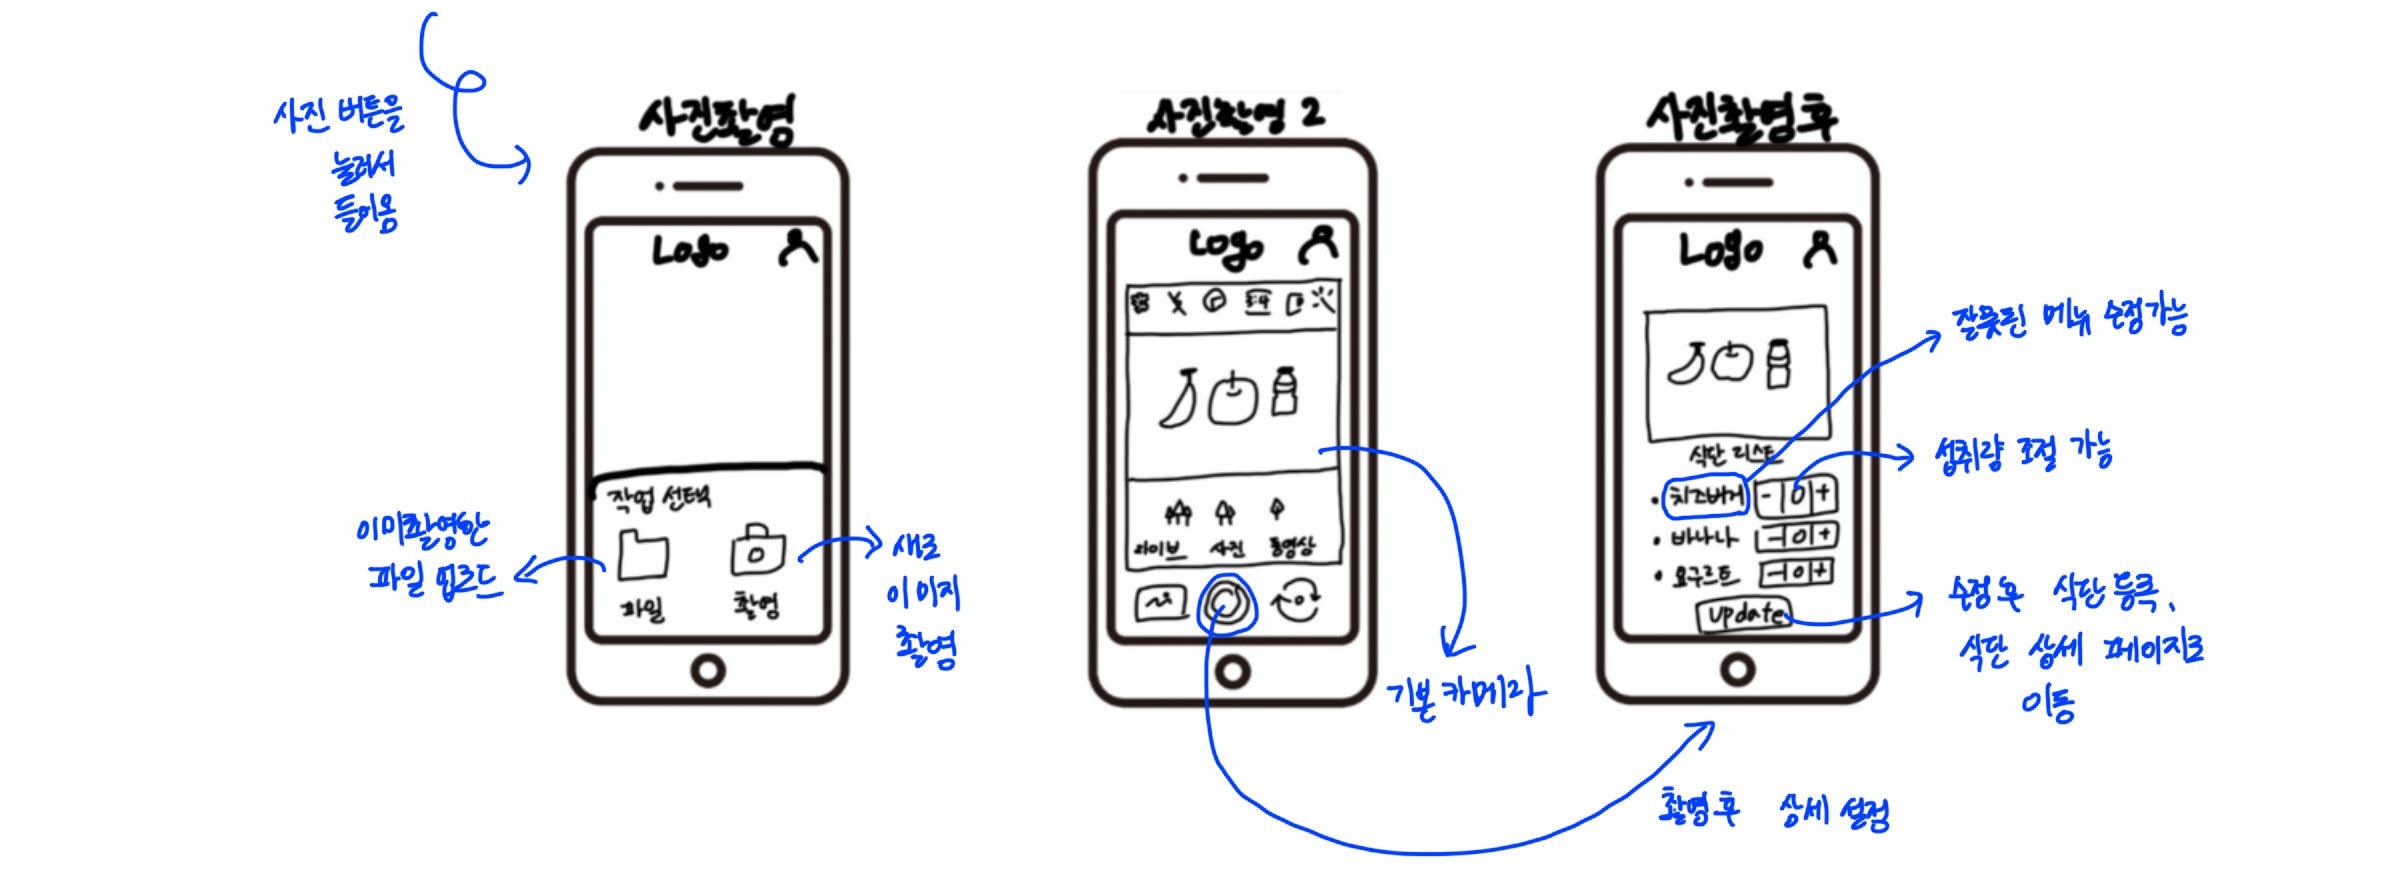 사진 버튼을
눌러서
들어옴
사진촬영
Logo
작업 선택
파일
촬영
이미촬영한
파일 업로드
새로
이미지
촬영
사진촬영 2
Logo
3:4
라이브
사진
동영상
기본 카메라
사진촬영 후
Logo
식단 리스트
• 치즈버거 - 0 +
• 바나나 - 0 +
• 요구르트 - 0 +
Update
잘못된 메뉴 수정가능
섭취량 조절 가능
수정 후 식단 등록,
식단 상세 페이지로
이동
촬영 후 상세 설정